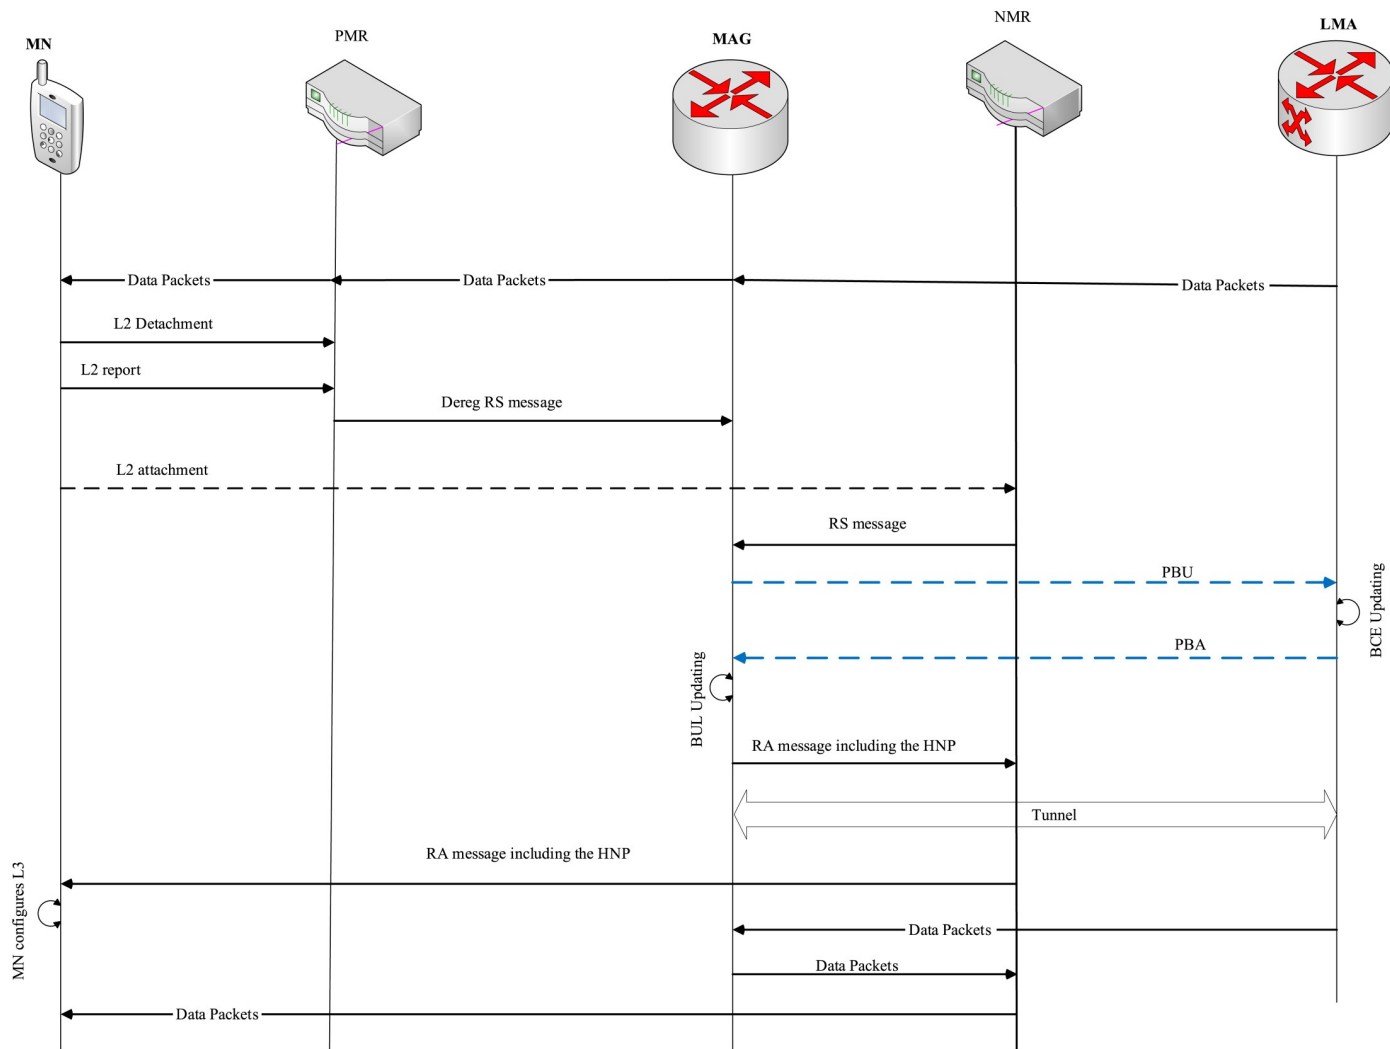 MN
PMR
MAG
NMR
LMA
Data Packets
Data Packets
Data Packets
L2 Detachment
L2 report
Dereg RS message
L2 attachment
RS message
PBU
BCE Updating
PBA
BUL Updating
RA message including the HNP
Tunnel
RA message including the HNP
MN configures L3
Data Packets
Data Packets
Data Packets